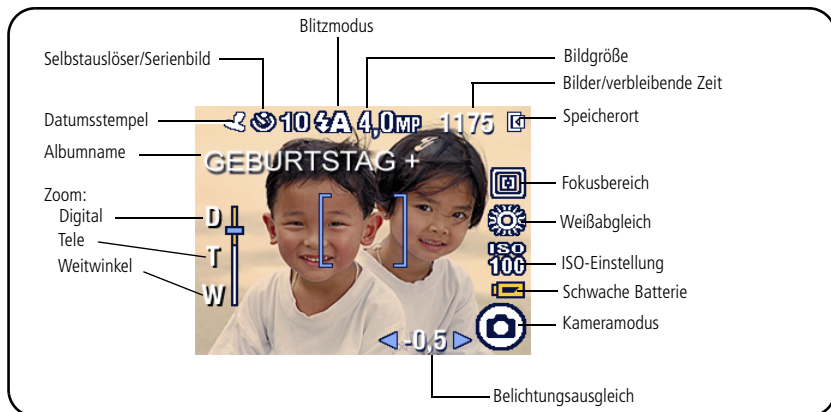 Blitzmodus
Selbstauslöser/Serienbild
Bildgröße
Bilder/verbleibende Zeit
Datumsstempel
10 A 4,0MP 1175
Speicherort
Albumname
GEBURTSTAG +
Fokusbereich
Zoom:
Digital
D
Weißabgleich
Tele
T
ISO
100
ISO-Einstellung
Weitwinkel
W
Schwache Batterie
Kameramodus
-0,5
Belichtungsausgleich